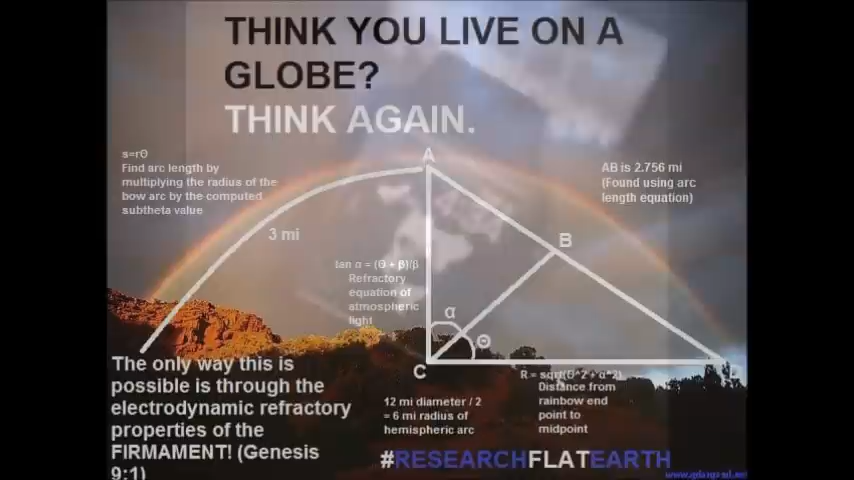 THINK YOU LIVE ON A
GLOBE?
THINK AGAIN.
s=rΘ
Find arc length by
multiplying the radius of the
bow arc by the computed
subtheta value
A
AB is 2.756 mi
(Found using arc
length equation)
3 mi
B
tan α = (Θ + β)/β
Refractory
equation of
atmospheric
light
α
Θ
C
D
The only way this is
possible is through the
electrodynamic refractory
properties of the
FIRMAMENT! (Genesis
9:1)
12 mi diameter / 2
= 6 mi radius of
hemispheric arc
R = sqrt(Θ^2 + α^2)
Distance from
rainbow end
point to
midpoint
#RESEARCHFLATEARTH